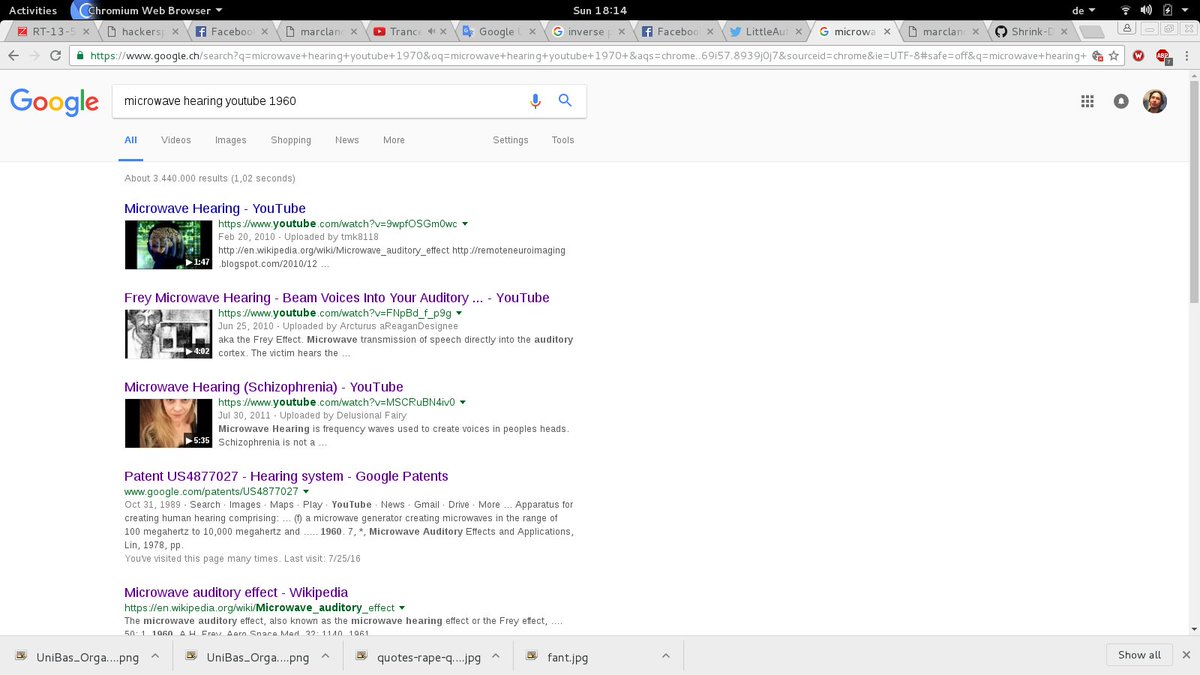 Activities Chromium Web Browser Sun 18:14 de
RT-13-5 hackersp Facebook marcland YouTube Trance Google inverse p Facebook LittleAu microwa marcland Shrink-D
https://www.google.ch/search?q=microwave+hearing+youtube+1970&oq=microwave+hearing+youtube+1970+&aqs=chrome..69i57.8939j0j7&sourceid=chrome&ie=UTF-8#safe=off&q=microwave+hearing+
Google microwave hearing youtube 1960
All Videos Images Shopping News More Settings Tools
About 3.440.000 results (1,02 seconds)
Microwave Hearing - YouTube
https://www.youtube.com/watch?v=9wpfOSGm0wc
Feb 20, 2010 - Uploaded by tmk8118
http://en.wikipedia.org/wiki/Microwave_auditory_effect http://remoteneuroimaging
1:47 .blogspot.com/2010/12 ...
Frey Microwave Hearing - Beam Voices Into Your Auditory ... - YouTube
https://www.youtube.com/watch?v=FNpBd_f_p9g
Jun 25, 2010 - Uploaded by Arcturus aReaganDesignee
aka the Frey Effect. Microwave transmission of speech directly into the auditory
4:02 cortex. The victim hears the ...
Microwave Hearing (Schizophrenia) - YouTube
https://www.youtube.com/watch?v=MSCRuBN4iv0
Jul 30, 2011 - Uploaded by Delusional Fairy
Microwave Hearing is frequency waves used to create voices in peoples heads.
5:35 Schizophrenia is not a ...
Patent US4877027 - Hearing system - Google Patents
www.google.com/patents/US4877027
Oct 31, 1989 - Search · Images · Maps · Play · YouTube · News · Gmail · Drive · More ... Apparatus for
creating human hearing comprising: ... (f) a microwave generator creating microwaves in the range of
100 megahertz to 10,000 megahertz and ..... 1960. 7, *, Microwave Auditory Effects and Applications,
Lin, 1978, pp.
You've visited this page many times. Last visit: 7/25/16
Microwave auditory effect - Wikipedia
https://en.wikipedia.org/wiki/Microwave_auditory_effect
The microwave auditory effect, also known as the microwave hearing effect or the Frey effect, ....
50: 1. 1960. A.H. Frey, Aero Space Med. 32: 1140, 1961.
UniBas_Orga....png UniBas_Orga....png quotes-rape-q....jpg fant.jpg Show all